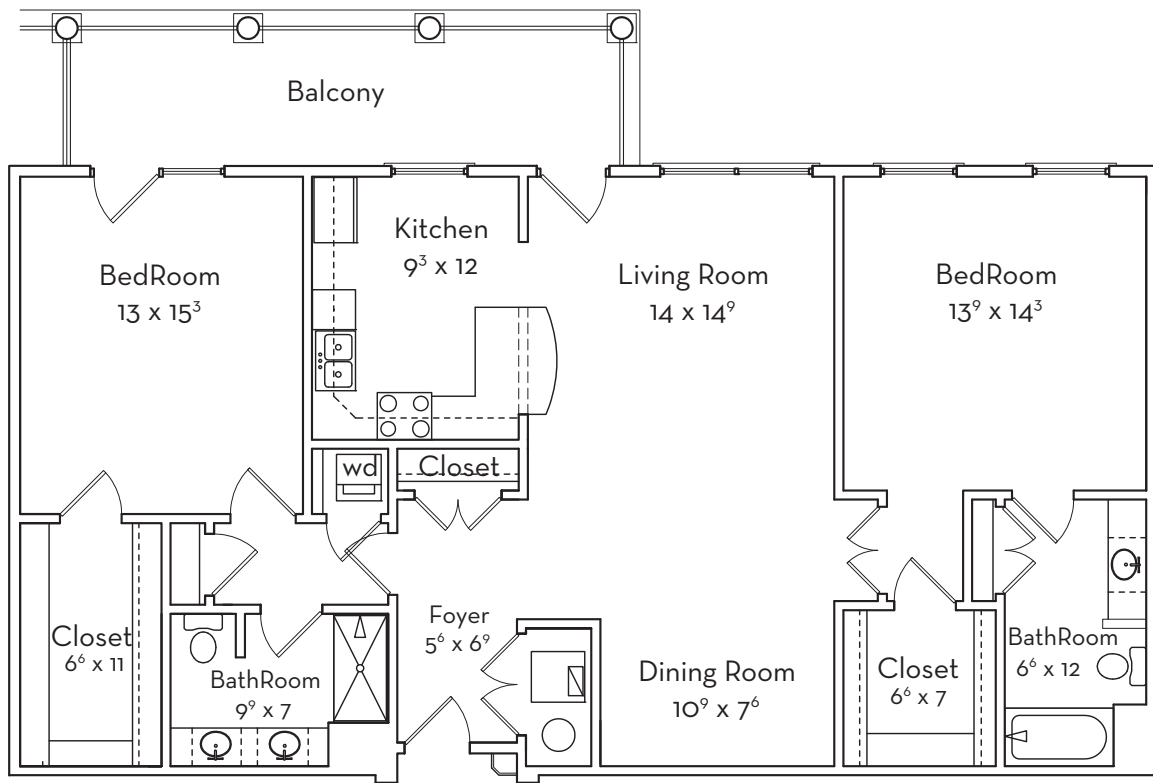 Balcony
Kitchen
9³ x 12
BedRoom
13 x 15³
Living Room
14 x 14⁹
BedRoom
13⁹ x 14³
wd
Closet
Foyer
5⁶ x 6⁹
Closet
6⁶ x 11
BathRoom
9⁹ x 7
Dining Room
10⁹ x 7⁶
Closet
6⁶ x 7
BathRoom
6⁶ x 12